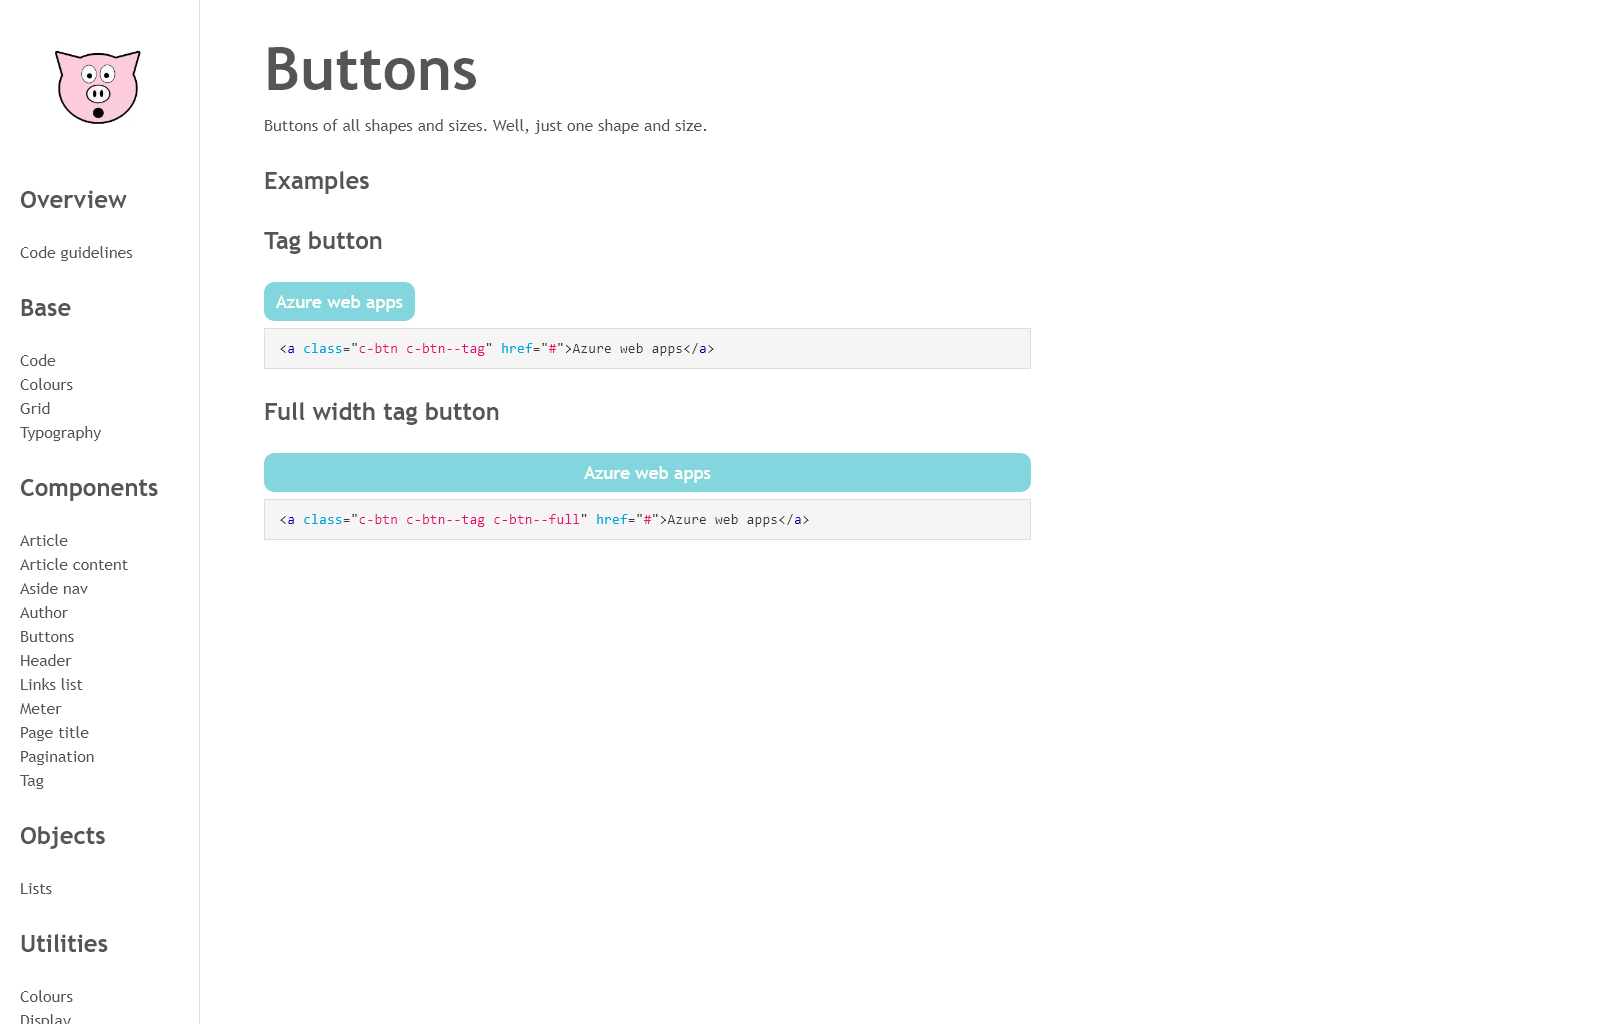 Overview
Code guidelines
Base
Code
Colours
Grid
Typography
Components
Article
Article content
Aside nav
Author
Buttons
Header
Links list
Meter
Page title
Pagination
Tag
Objects
Lists
Utilities
Colours
Display
Buttons
Buttons of all shapes and sizes. Well, just one shape and size.
Examples
Tag button
Azure web apps
<a class="c-btn c-btn--tag" href="#">Azure web apps</a>
Full width tag button
Azure web apps
<a class="c-btn c-btn--tag c-btn--full" href="#">Azure web apps</a>